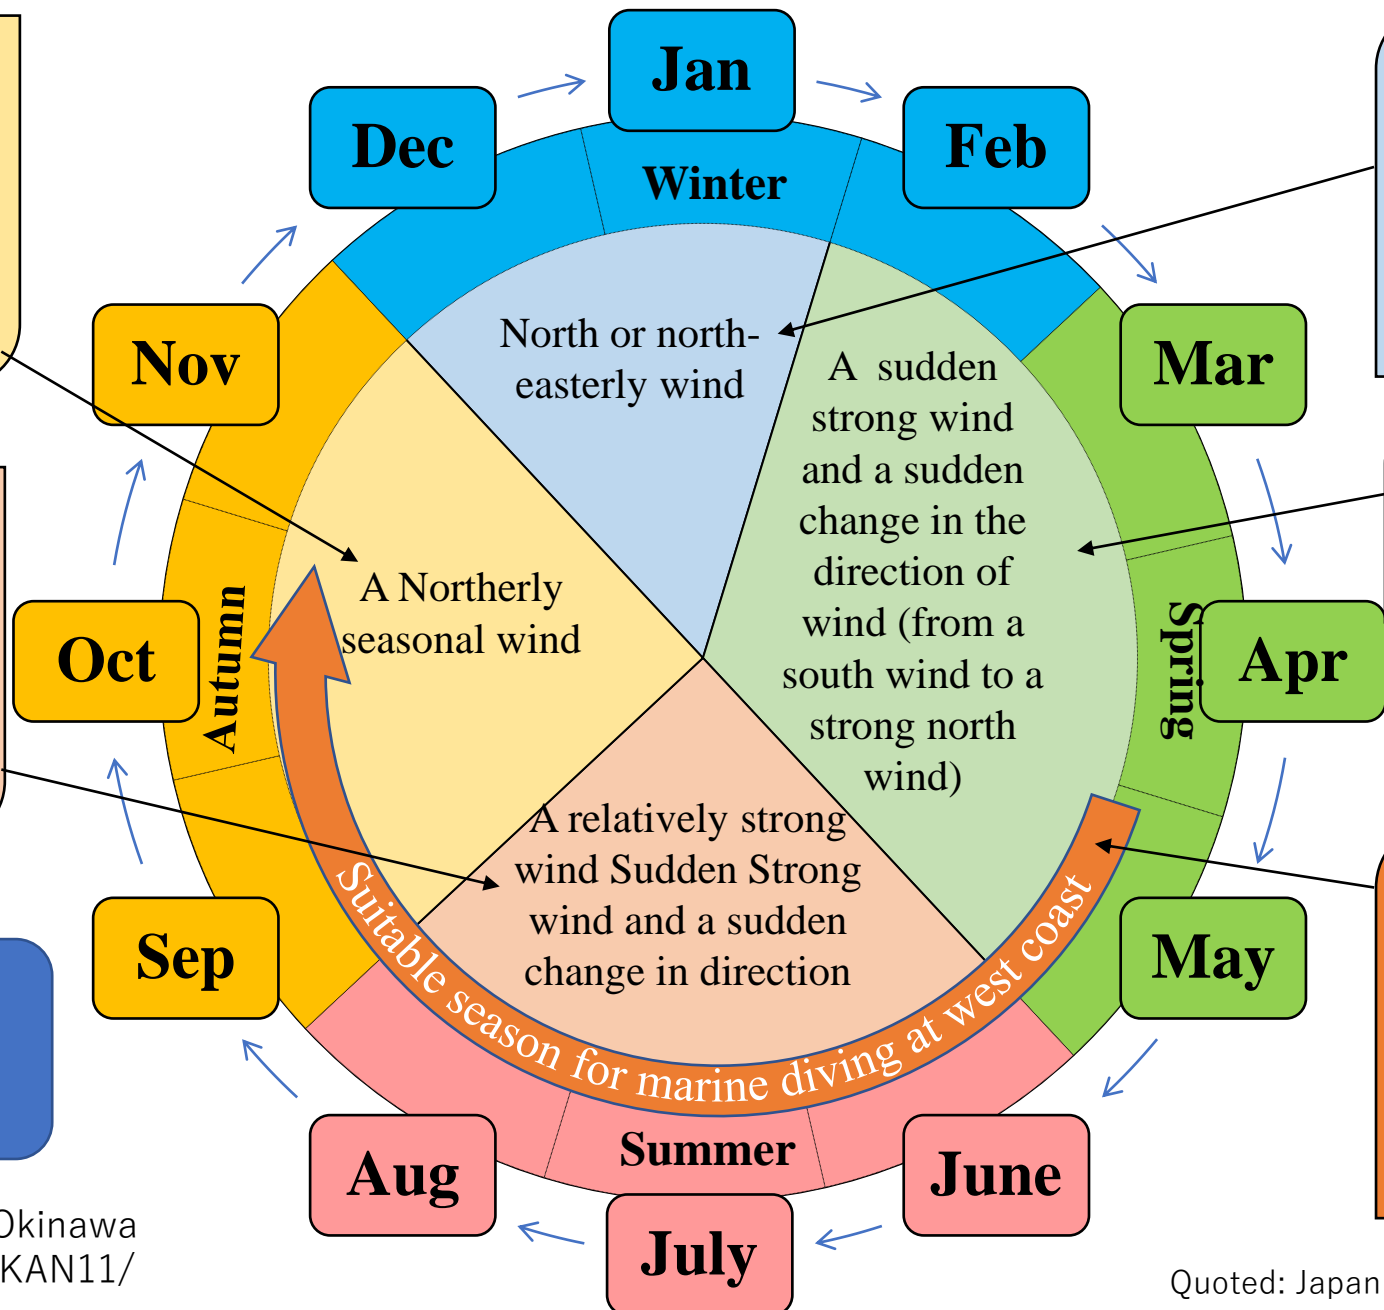 Jan
Dec
Feb
Winter
Nov
Mar
North or north-
easterly wind
A sudden
strong wind
and a sudden
change in the
direction of
wind (from a
south wind to a
strong north
wind)
A Northerly
seasonal wind
Oct
Autumn
Spring
Apr
A relatively strong
wind Sudden Strong
wind and a sudden
change in direction
Suitable season for marine diving at west coast
Sep
May
Summer
Aug
June
July
Okinawa
KAN11/
Quoted: Japan